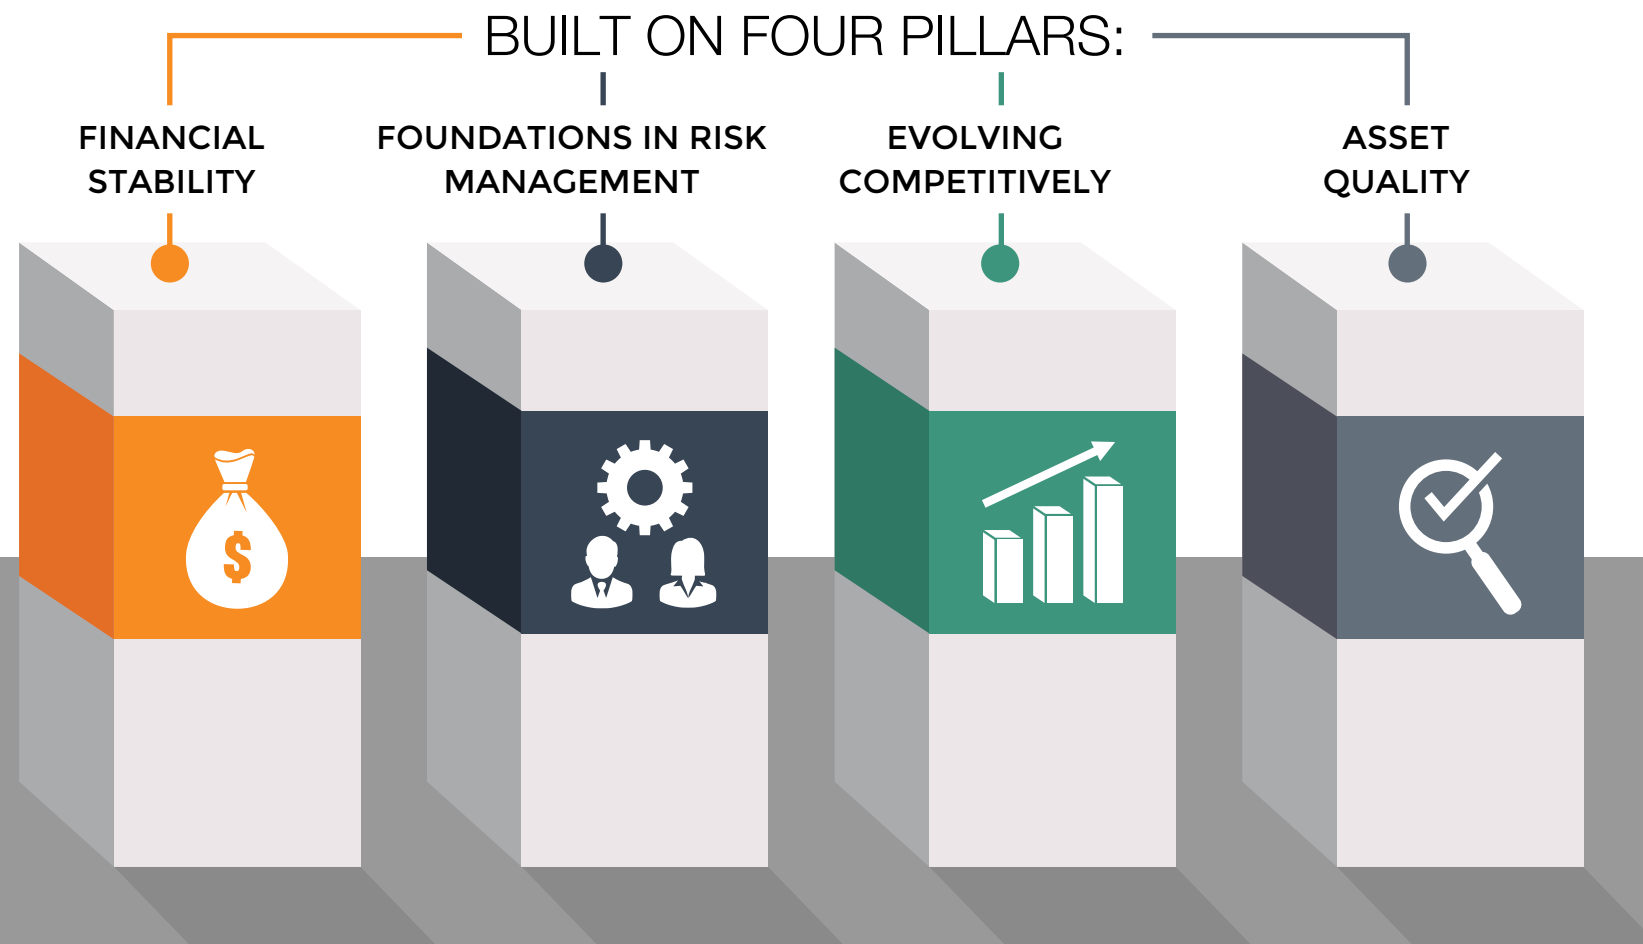 BUILT ON FOUR PILLARS:
FINANCIAL
STABILITY
FOUNDATIONS IN RISK
MANAGEMENT
EVOLVING
COMPETITIVELY
ASSET
QUALITY
$